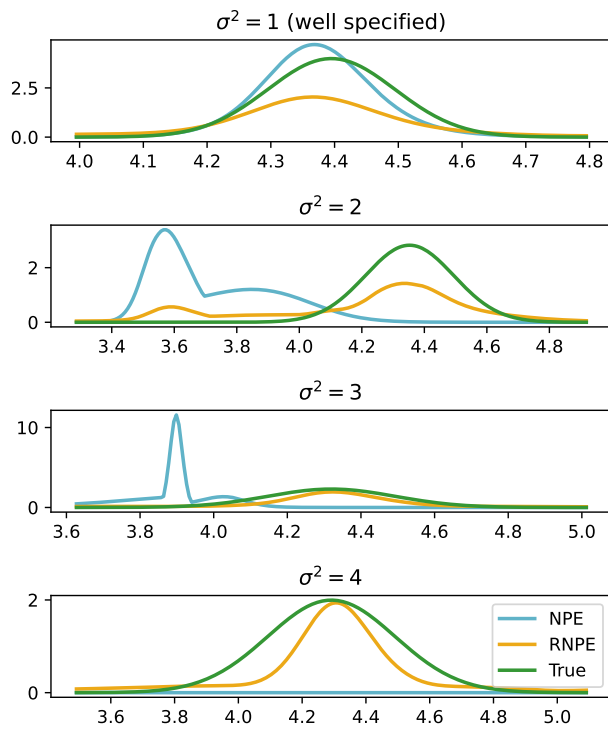 σ² = 1 (well specified)
2.5
0.0
4.0 4.1 4.2 4.3 4.4 4.5 4.6 4.7 4.8
σ² = 2
2
0
3.4 3.6 3.8 4.0 4.2 4.4 4.6 4.8
σ² = 3
10
0
3.6 3.8 4.0 4.2 4.4 4.6 4.8 5.0
σ² = 4
2
0
NPE
RNPE
True
3.6 3.8 4.0 4.2 4.4 4.6 4.8 5.0